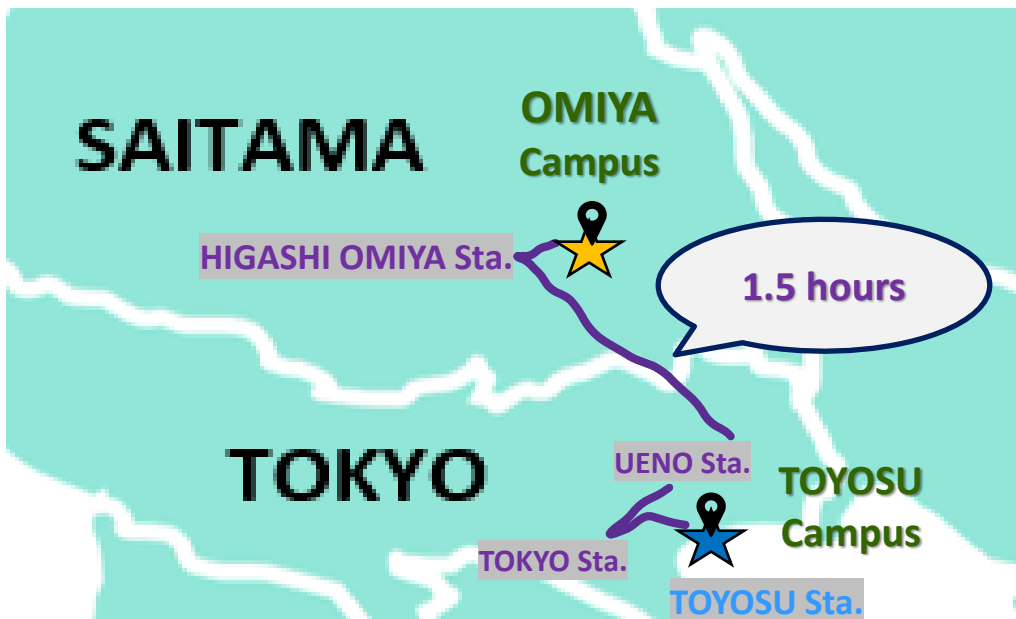 SAITAMA
OMIYA
Campus
HIGASHI OMIYA Sta.
1.5 hours
TOKYO
UENO Sta.
TOYOSU
Campus
TOKYO Sta.
TOYOSU Sta.